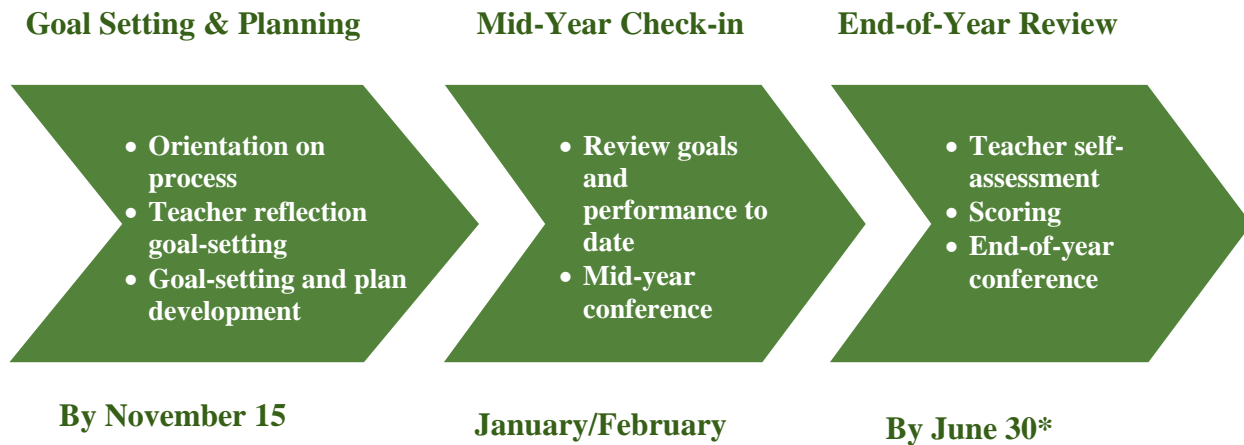 Goal Setting & Planning
Mid-Year Check-in
End-of-Year Review
• Orientation on
process
• Teacher reflection
goal-setting
• Goal-setting and plan
development
• Review goals
and
performance to
date
• Mid-year
conference
• Teacher self-
assessment
• Scoring
• End-of-year
conference
By November 15
January/February
By June 30*